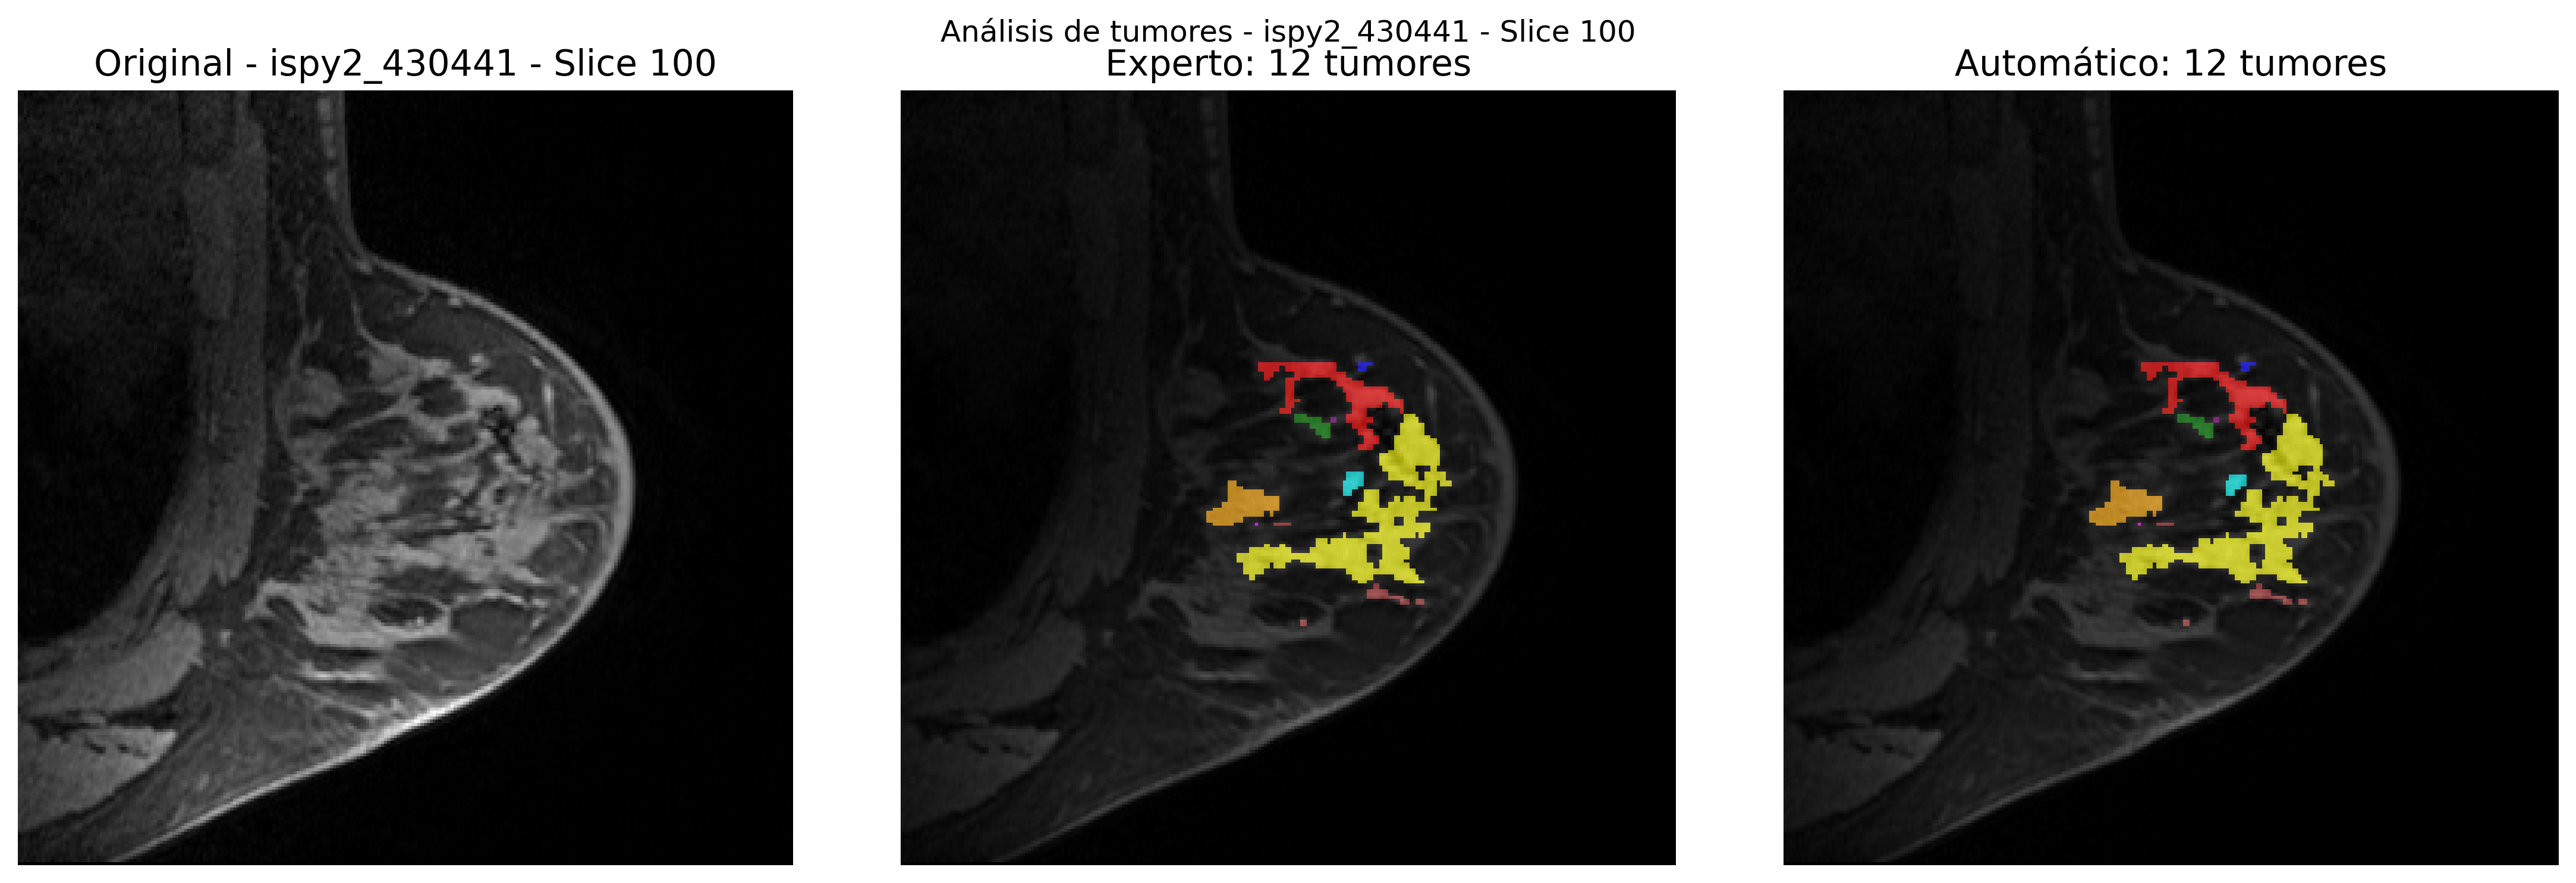 Análisis de tumores - ispy2_430441 - Slice 100
Original - ispy2_430441 - Slice 100
Experto: 12 tumores
Automático: 12 tumores